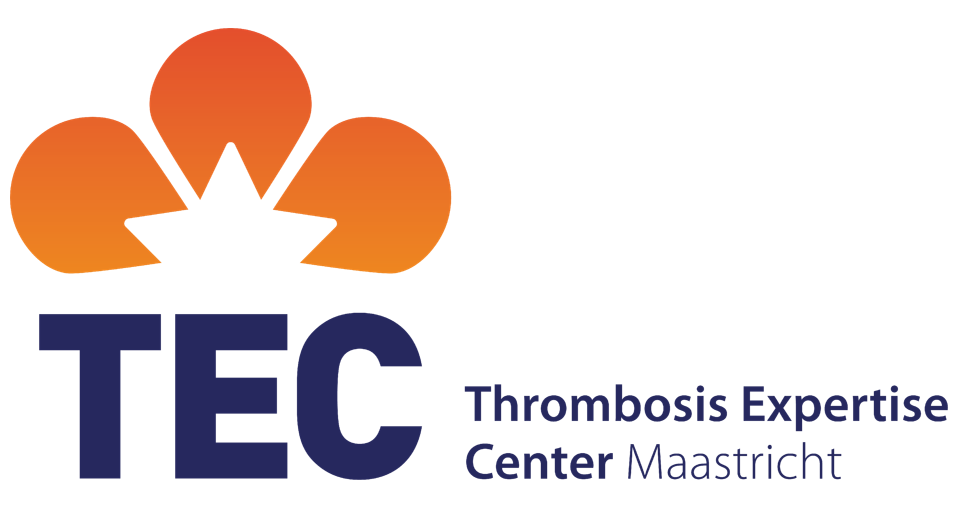 TEC
Thrombosis Expertise
Center Maastricht